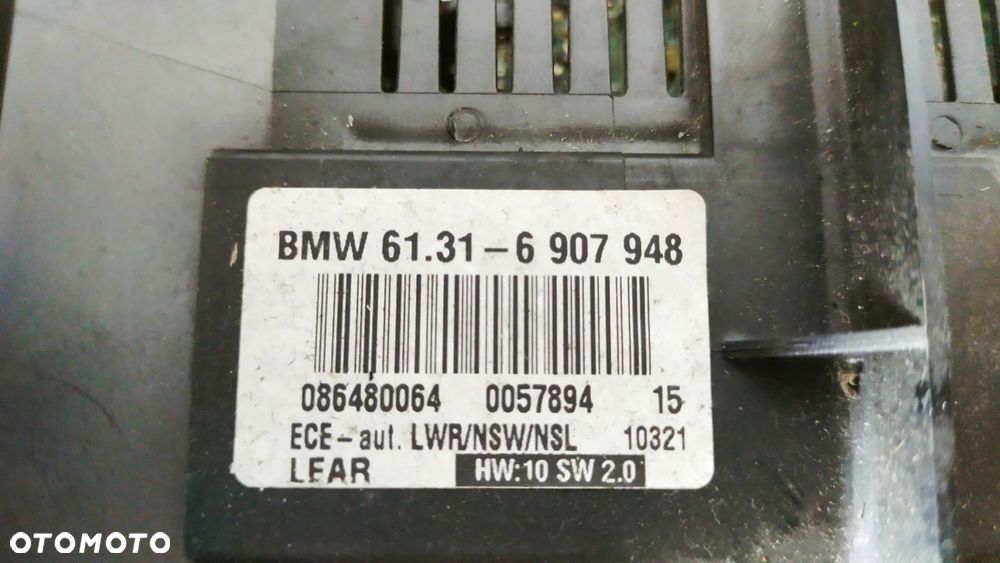 BMW 61.31-6 907 948
086480064 0057894 15
ECE-aut. LWR/NSW/NSL 10321
LEAR HW:10 SW 2.0
OTOMOTO